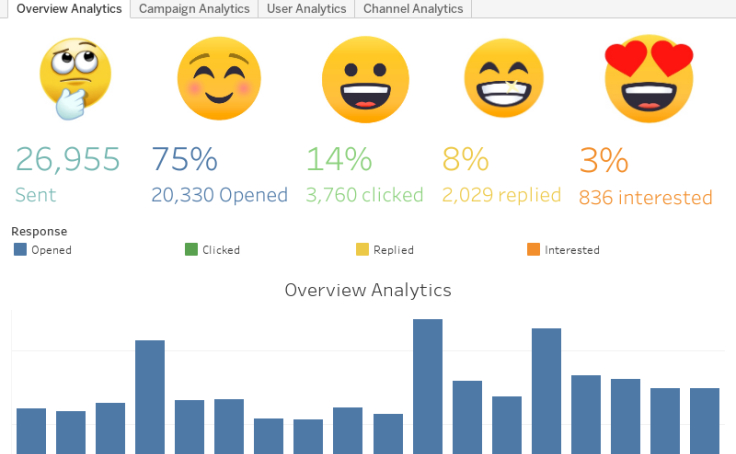 Overview Analytics Campaign Analytics User Analytics Channel Analytics
26,955 75% 14% 8% 3%
Sent 20,330 Opened 3,760 clicked 2,029 replied 836 interested
Response
Opened Clicked Replied Interested
Overview Analytics